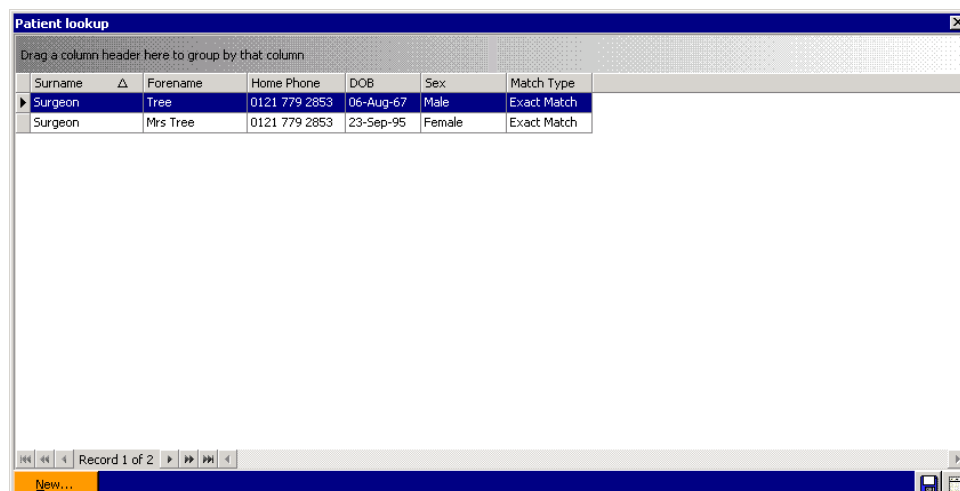 Patient lookup
Drag a column header here to group by that column
Surname Forename Home Phone DOB Sex Match Type
Surgeon Tree 0121 779 2853 06-Aug-67 Male Exact Match
Surgeon Mrs Tree 0121 779 2853 23-Sep-95 Female Exact Match
Record 1 of 2
New...